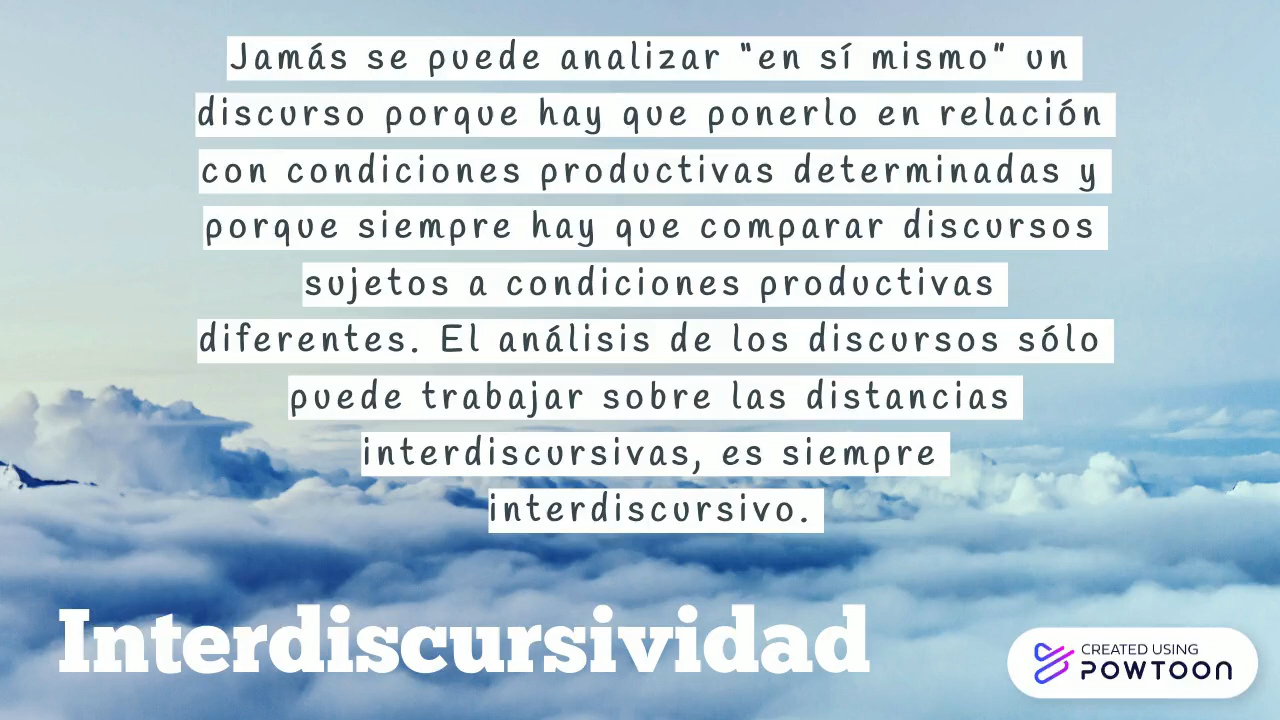 Jamás se puede analizar "en sí mismo" un
discurso porque hay que ponerlo en relación
con condiciones productivas determinadas y
porque siempre hay que comparar discursos
sujetos a condiciones productivas
diferentes. El análisis de los discursos sólo
puede trabajar sobre las distancias
interdiscursivas, es siempre
interdiscursivo.
Interdiscursividad
CREATED USING
POWTOON